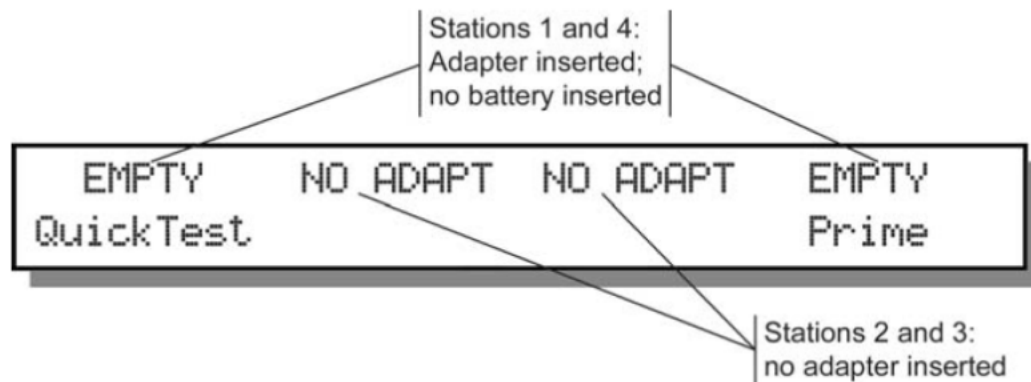 Stations 1 and 4:
Adapter inserted;
no battery inserted
EMPTY NO ADAPT NO ADAPT EMPTY
QuickTest Prime
Stations 2 and 3:
no adapter inserted